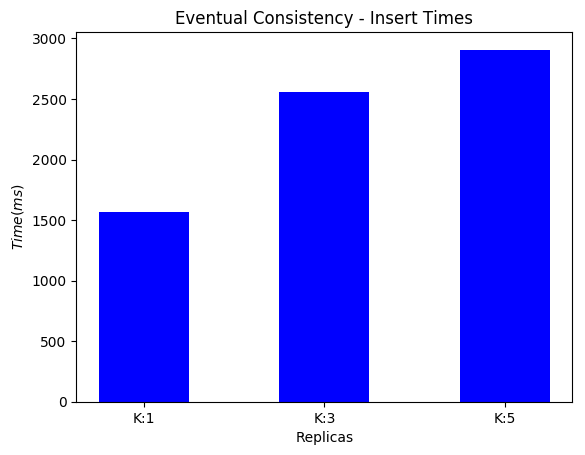 Eventual Consistency - Insert Times
Time(ms)
3000
2500
2000
1500
1000
500
0
K:1 K:3 K:5
Replicas